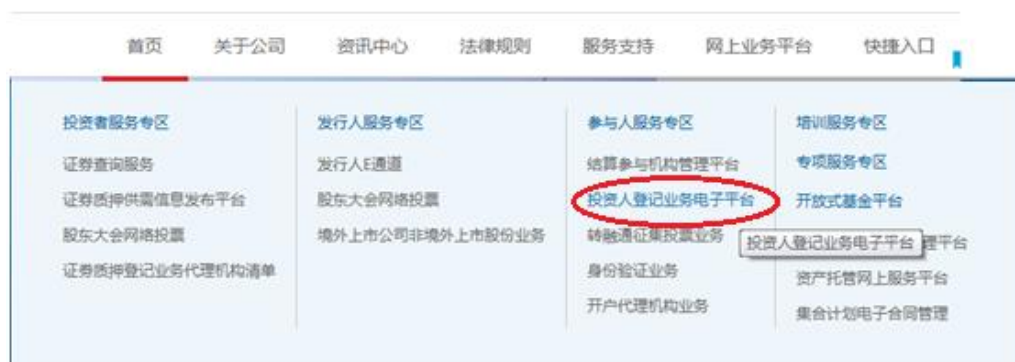 首页 关于公司 资讯中心 法律规则 服务支持 网上业务平台 快捷入口
投资者服务专区
证券查询服务
证券质押供需信息发布平台
股东大会网络投票
证券质押登记业务代理机构清单
发行人服务专区
发行人E通道
股东大会网络投票
境外上市公司非境外上市股份业务
参与人服务专区
结算参与机构管理平台
投资人登记业务电子平台
转融通征集投票业务
身份验证业务
开户代理机构业务
培训服务专区
专项服务专区
开放式基金平台
投资人登记业务电子平台
理平台
资产托管网上服务平台
集合计划电子合同管理